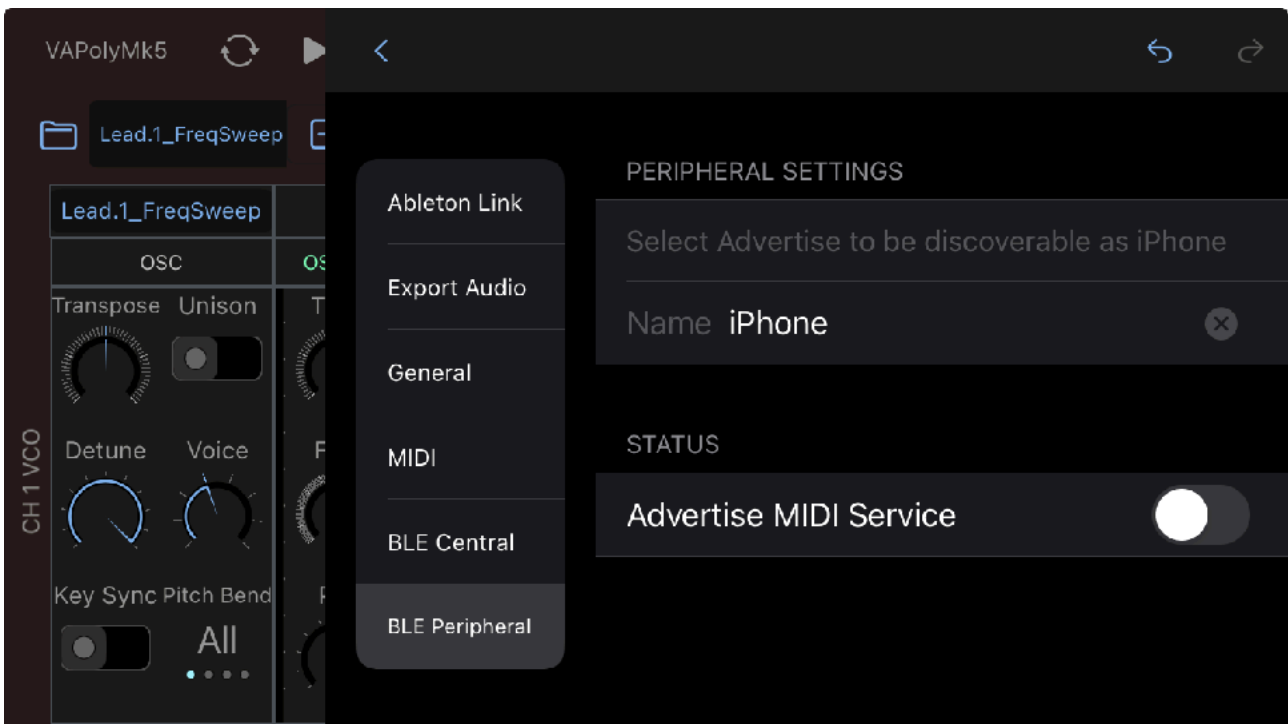 VAPolyMk5
Lead.1_FreqSweep
Lead.1_FreqSweep
OSC
Transpose Unison
Detune Voice
Key Sync Pitch Bend
All
CH 1 VCO
Ableton Link
Export Audio
General
MIDI
BLE Central
BLE Peripheral
PERIPHERAL SETTINGS
Select Advertise to be discoverable as iPhone
Name iPhone
STATUS
Advertise MIDI Service